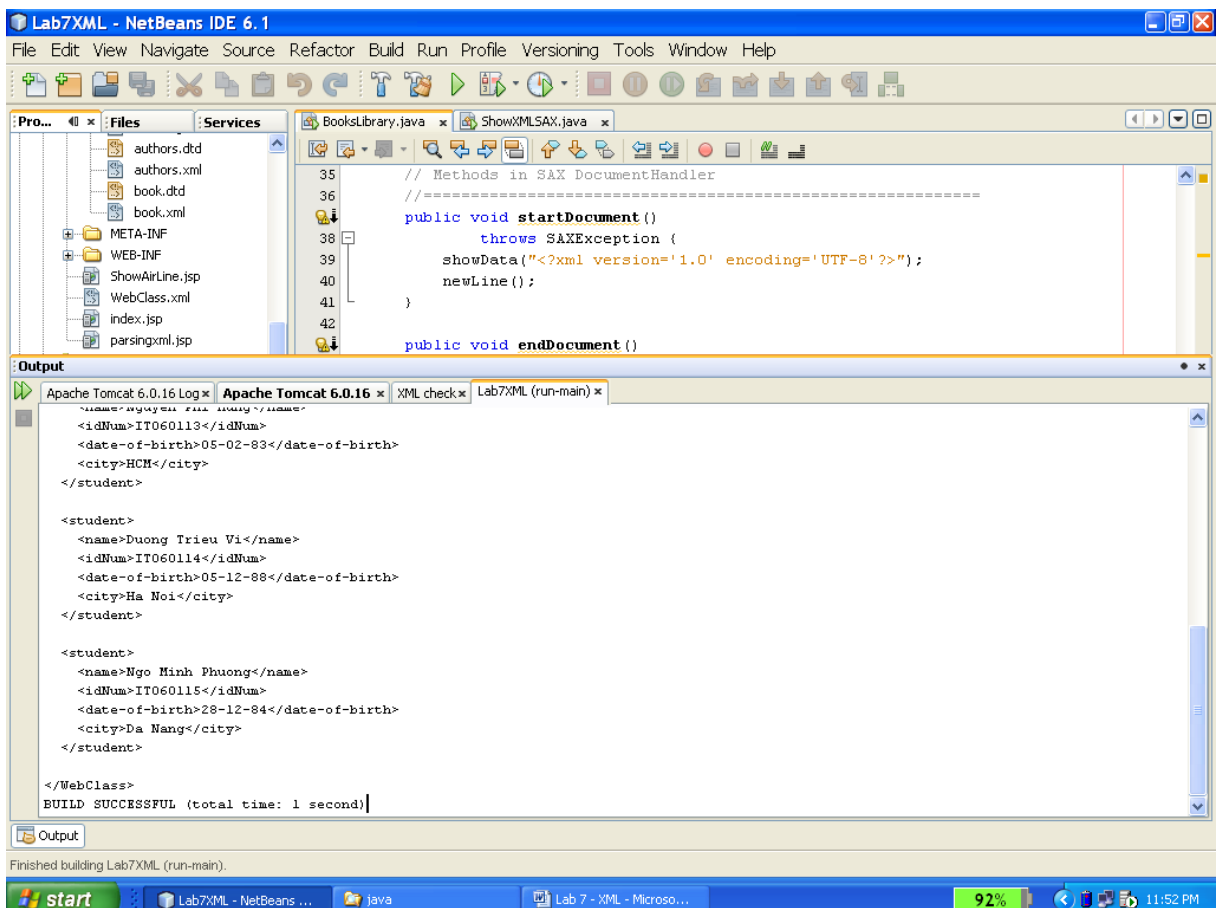 Lab7XML - NetBeans IDE 6.1
File Edit View Navigate Source Refactor Build Run Profile Versioning Tools Window Help
Pro... Files Services
authors.dtd
authors.xml
book.dtd
book.xml
META-INF
WEB-INF
ShowAirLine.jsp
WebClass.xml
index.jsp
parsingxml.jsp
BooksLibrary.java x ShowXMLSAX.java x
35 // Methods in SAX DocumentHandler
36 //===========================================================
public void startDocument()
38 throws SAXException {
39 showData("<?xml version='1.0' encoding='UTF-8'?>");
40 newLine();
41 }
42
public void endDocument()
Output
Apache Tomcat 6.0.16 Log x Apache Tomcat 6.0.16 x XML check x Lab7XML (run-main) x
<idNum>IT060113</idNum>
<date-of-birth>05-02-83</date-of-birth>
<city>HCM</city>
</student>
<student>
<name>Duong Trieu Vi</name>
<idNum>IT060114</idNum>
<date-of-birth>05-12-88</date-of-birth>
<city>Ha Noi</city>
</student>
<student>
<name>Ngo Minh Phuong</name>
<idNum>IT060115</idNum>
<date-of-birth>28-12-84</date-of-birth>
<city>Da Nang</city>
</student>
</WebClass>
BUILD SUCCESSFUL (total time: 1 second)
Output
Finished building Lab7XML (run-main).
start Lab7XML - NetBeans ... java Lab 7 - XML - Microso... 92% 11:52 PM